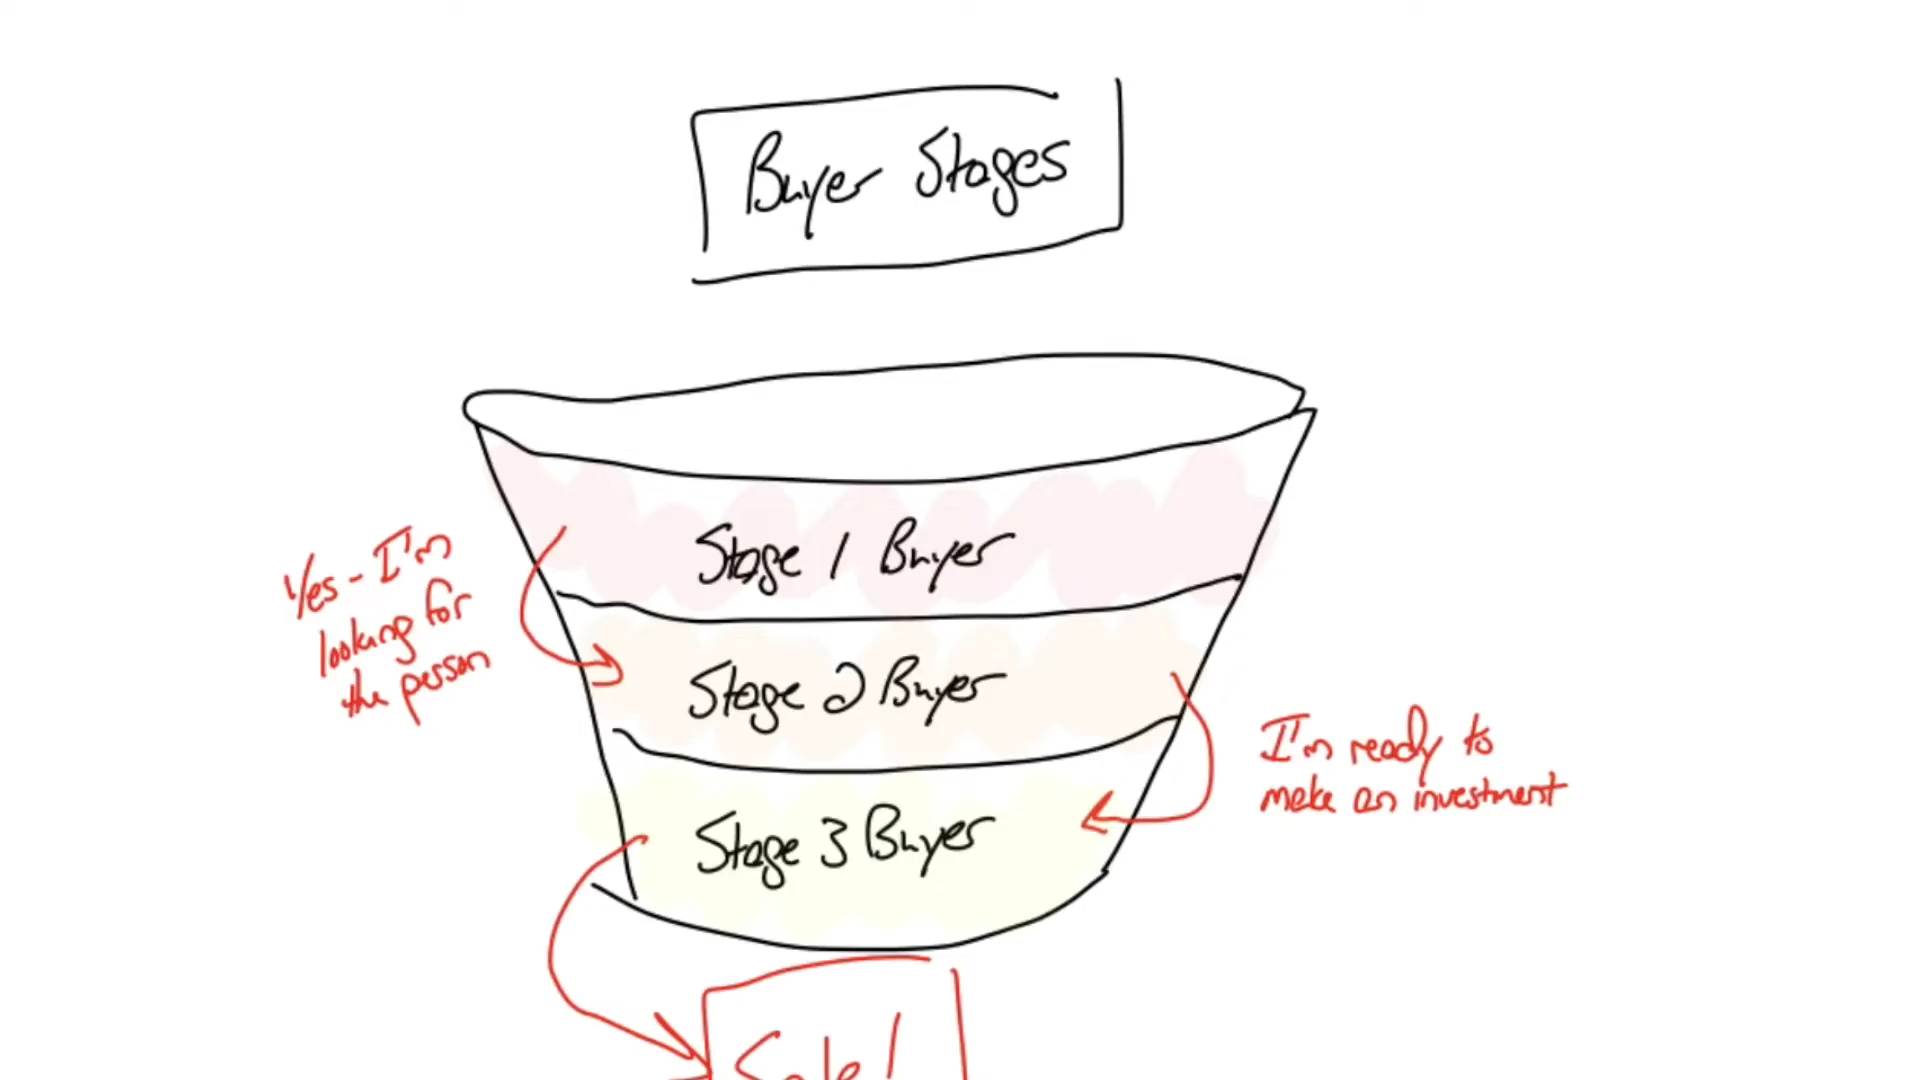 Buyer Stages
Stage 1 Buyer
Yes - I'm
looking for
the person
Stage 2 Buyer
I'm ready to
make an investment
Stage 3 Buyer
Sale!